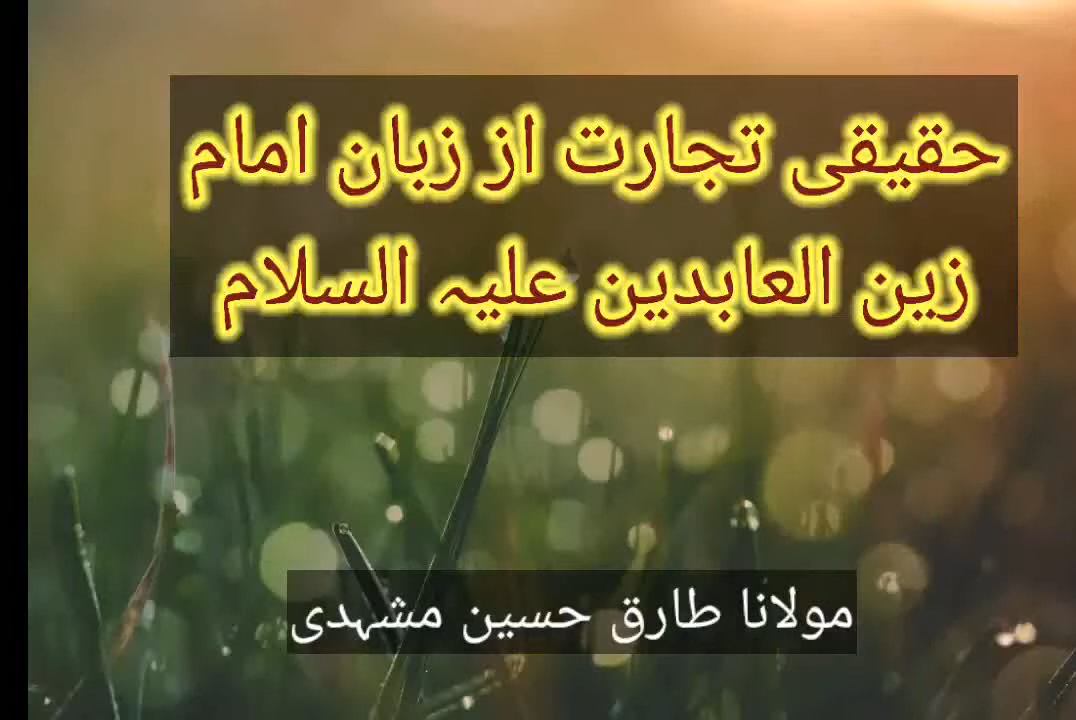 حقیقی تجارت از زبان امام
زین العابدین علیہ السلام
مولانا طارق حسین مشہدی